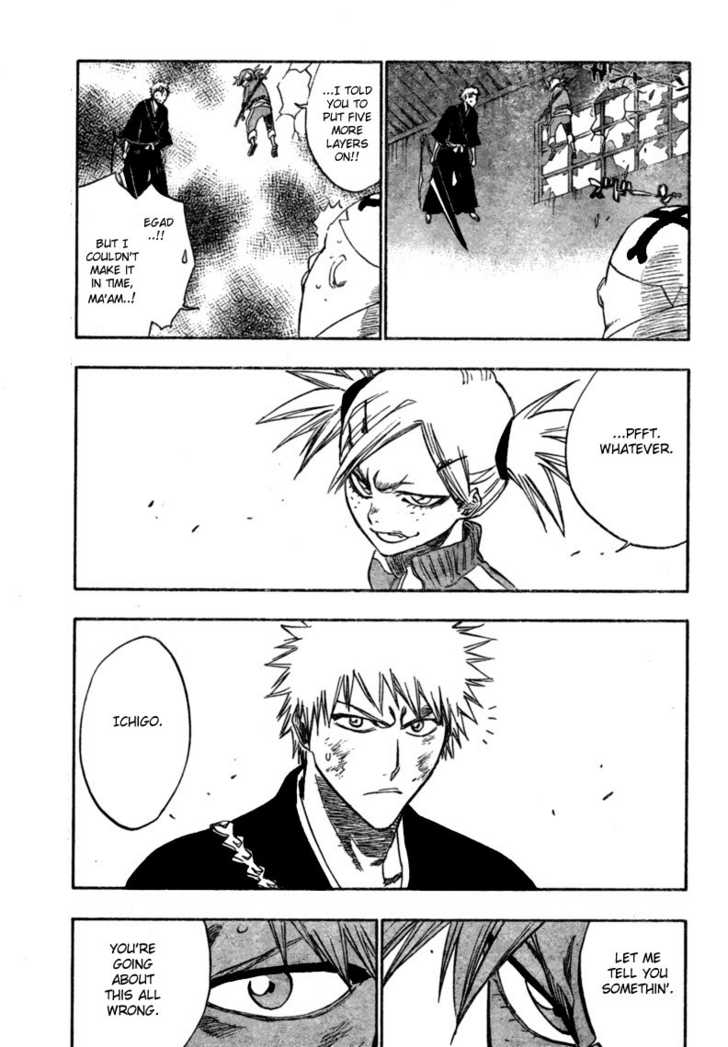 ...I TOLD
YOU TO
PUT FIVE
MORE
LAYERS
ON!!
EGAD
..!!
BUT I
COULDN'T
MAKE IT
IN TIME,
MA'AM..!
...PFFT.
WHATEVER.
ICHIGO.
LET ME
TELL YOU
SOMETHIN'.
YOU'RE
GOING
ABOUT
THIS ALL
WRONG.